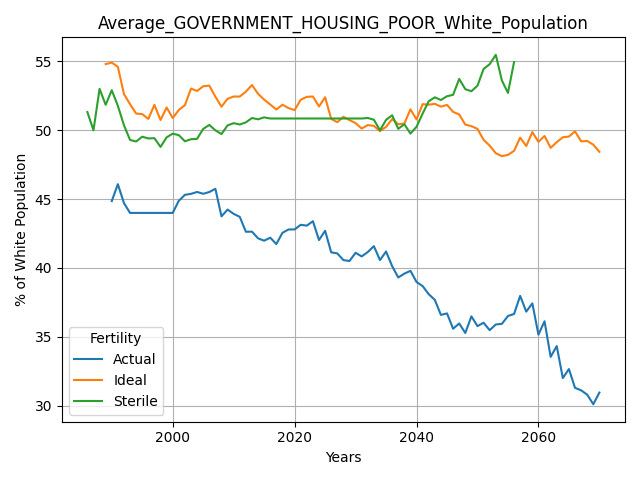 Average_GOVERNMENT_HOUSING_POOR_White_Population
% of White Population
55
50
45
40
35
30
Fertility
Actual
Ideal
Sterile
2000 2020 2040 2060
Years